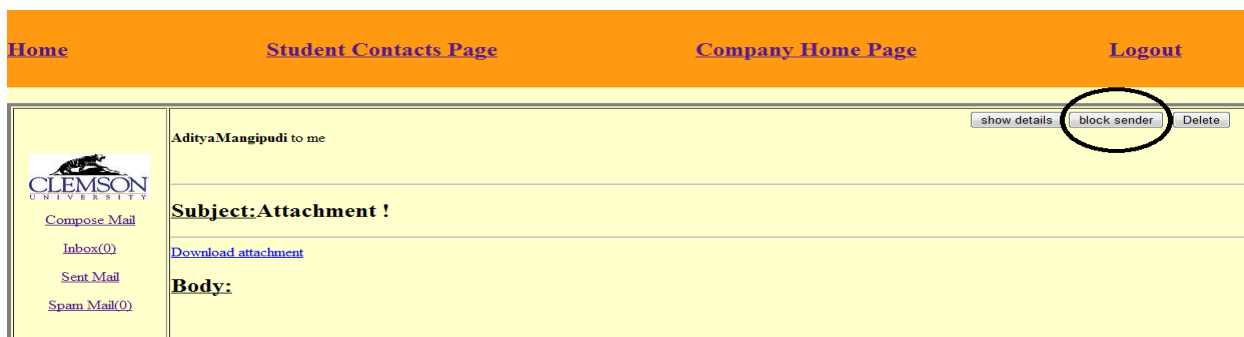 Home Student Contacts Page Company Home Page Logout
show details block sender Delete
AdityaMangipudi to me
CLEMSON
UNIVERSITY
Compose Mail
Inbox(0)
Sent Mail
Spam Mail(0)
Subject:Attachment !
Download attachment
Body: